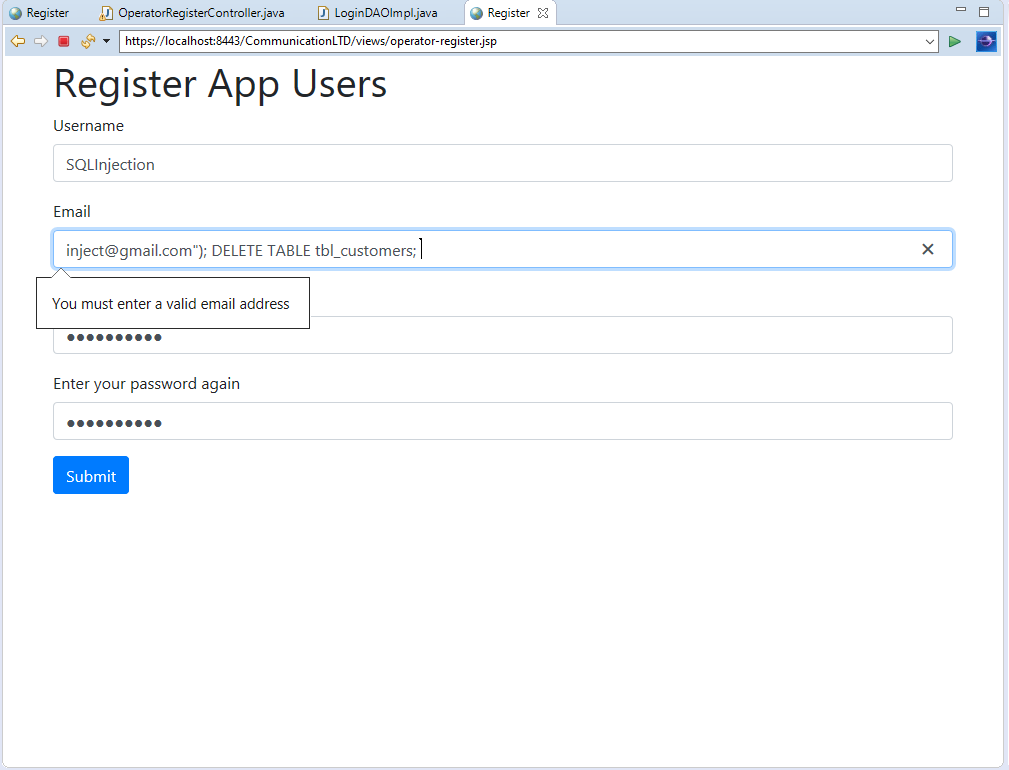 Register OperatorRegisterController.java LoginDAOImpl.java Register
https://localhost:8443/CommunicationLTD/views/operator-register.jsp
Register App Users
Username
SQLInjection
Email
inject@gmail.com"); DELETE TABLE tbl_customers;
You must enter a valid email address
●●●●●●●●●●
Enter your password again
●●●●●●●●●●
Submit